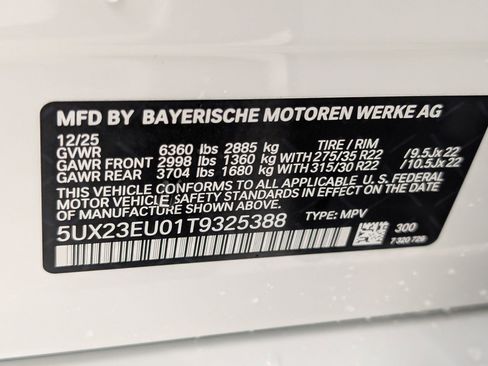 MFD BY BAYERISCHE MOTOREN WERKE AG
12/25
GVWR 6360 lbs 2885 kg TIRE / RIM
GAWR FRONT 2998 lbs 1360 kg WITH 275/35 R22 /9.5Jx22
GAWR REAR 3704 lbs 1680 kg WITH 315/30 R22 /10.5Jx22
THIS VEHICLE CONFORMS TO ALL APPLICABLE U.S. FEDERAL
MOTOR VEHICLE SAFETY STANDARDS IN EFFECT ON THE DATE
OF MANUFACTURE SHOWN ABOVE.
5UX23EU01T9325388 TYPE: MPV
300
7 320 726